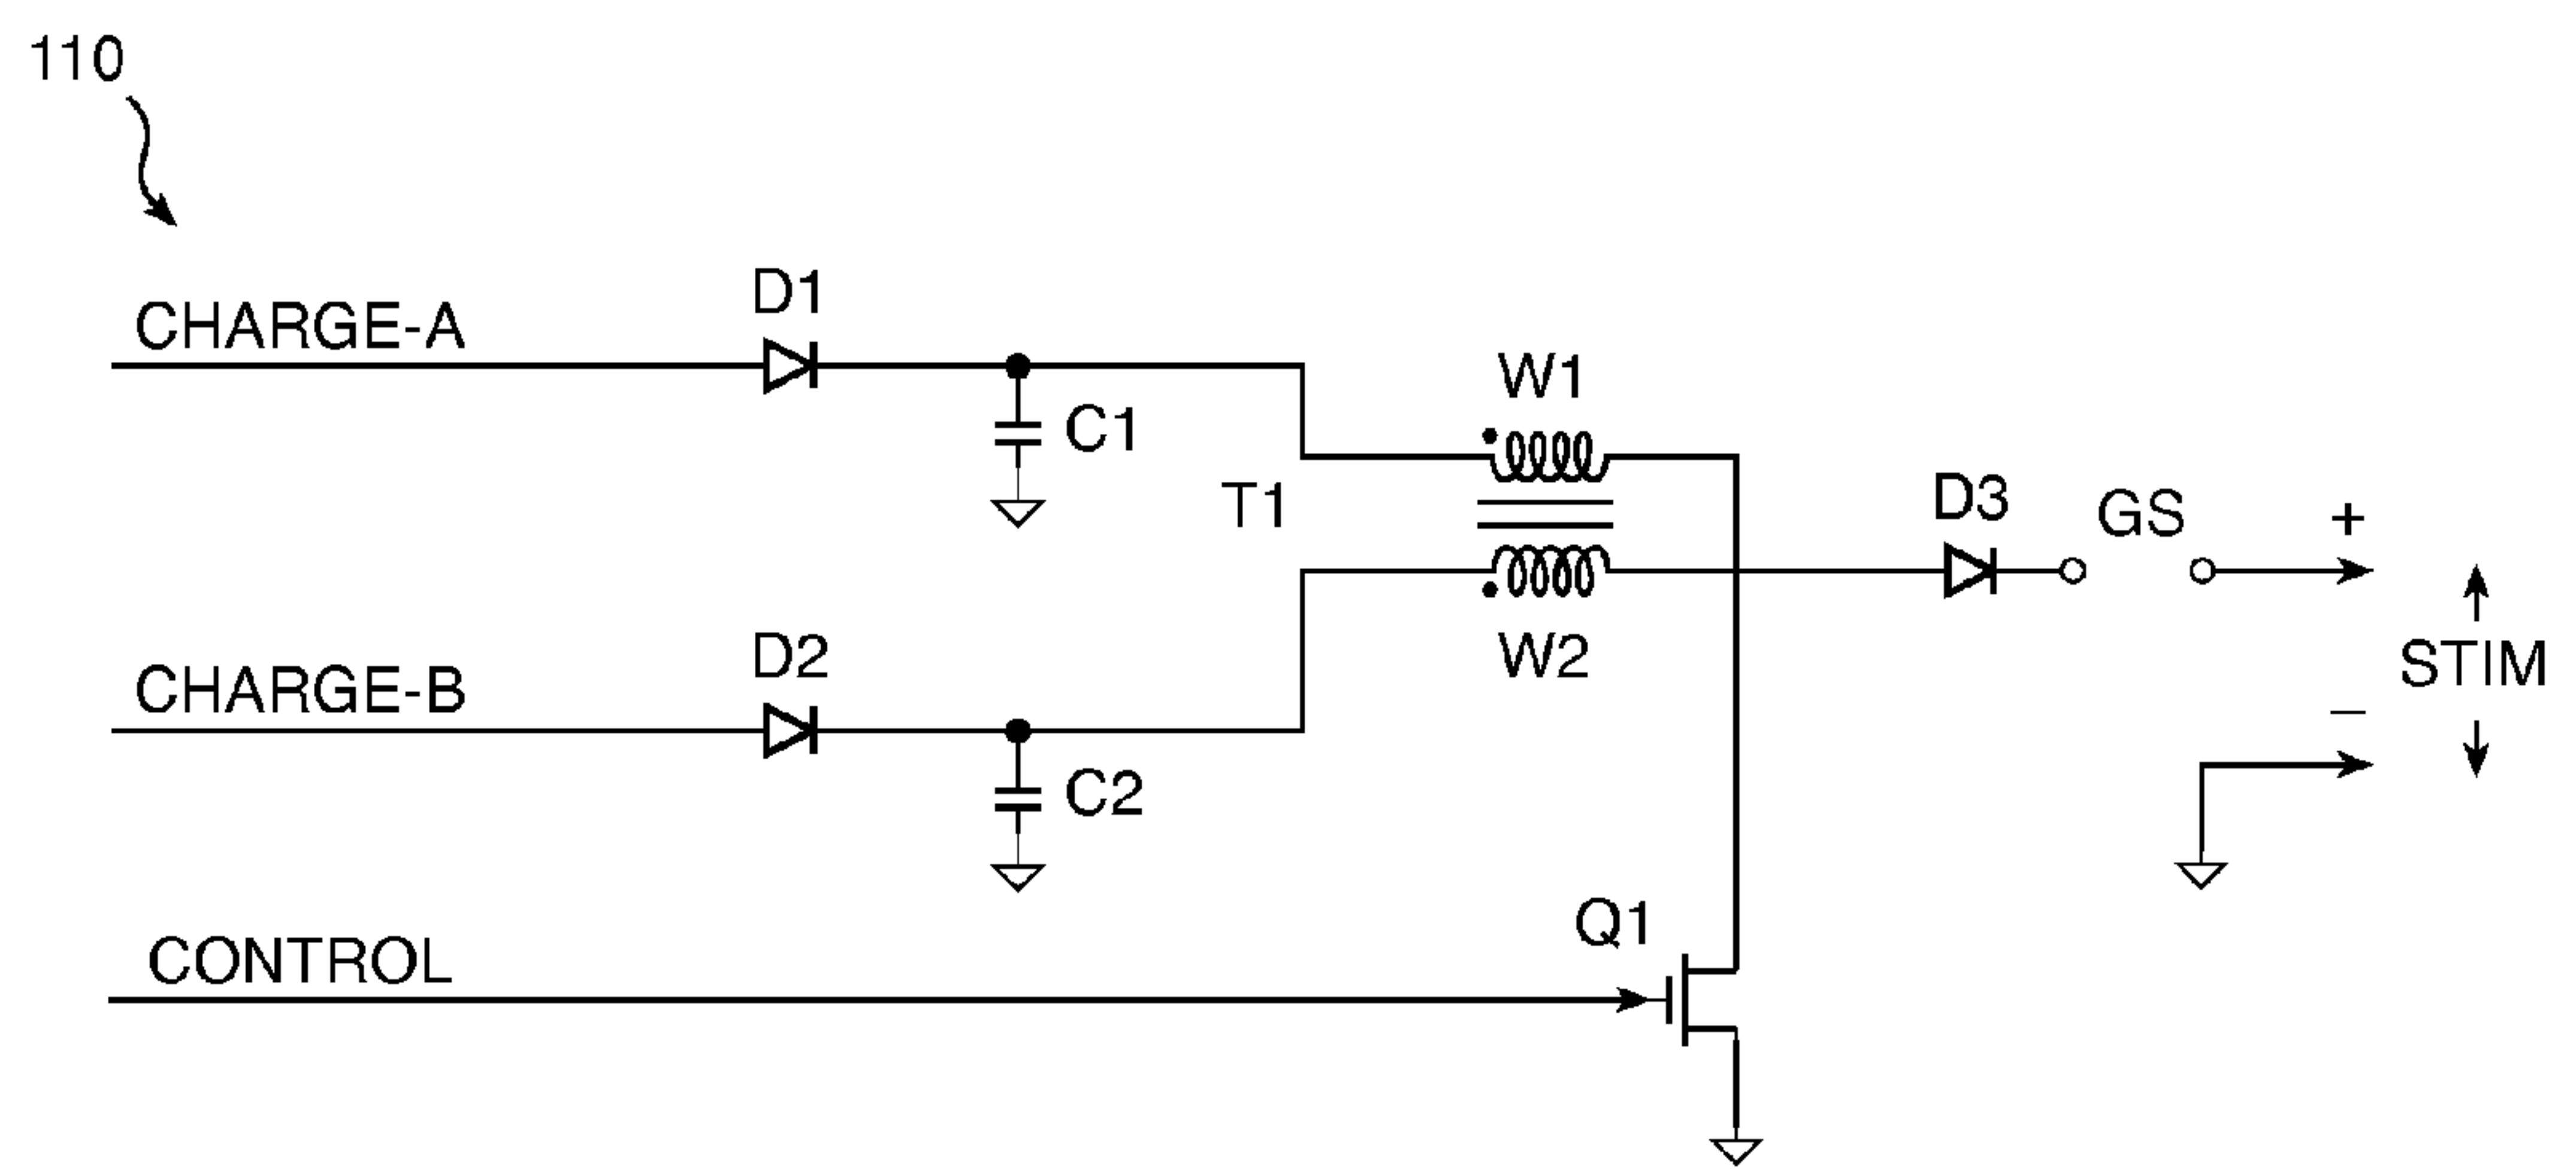 110
CHARGE-A
D1
C1
W1
T1
D3
GS
+
STIM
−
CHARGE-B
D2
W2
C2
CONTROL
Q1